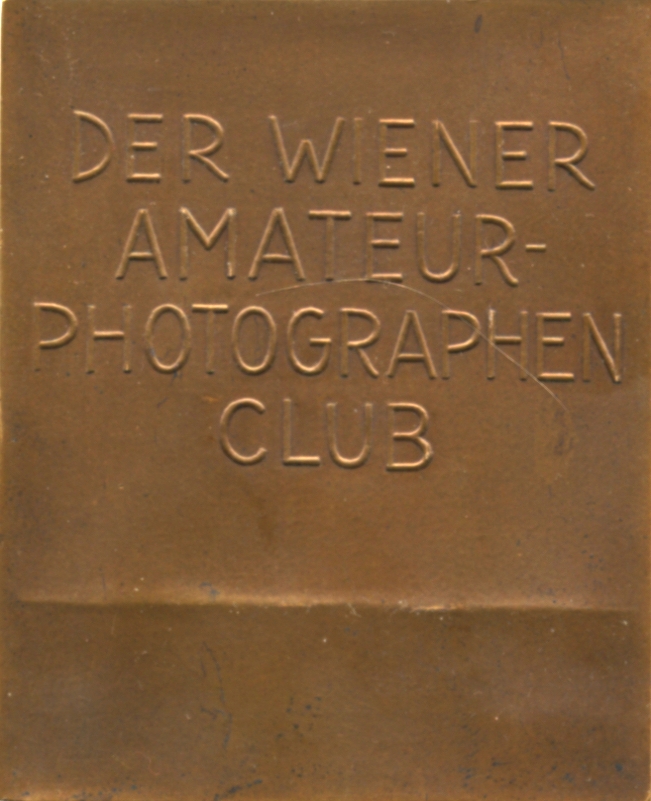 DER WIENER
AMATEUR-
PHOTOGRAPHEN
CLUB